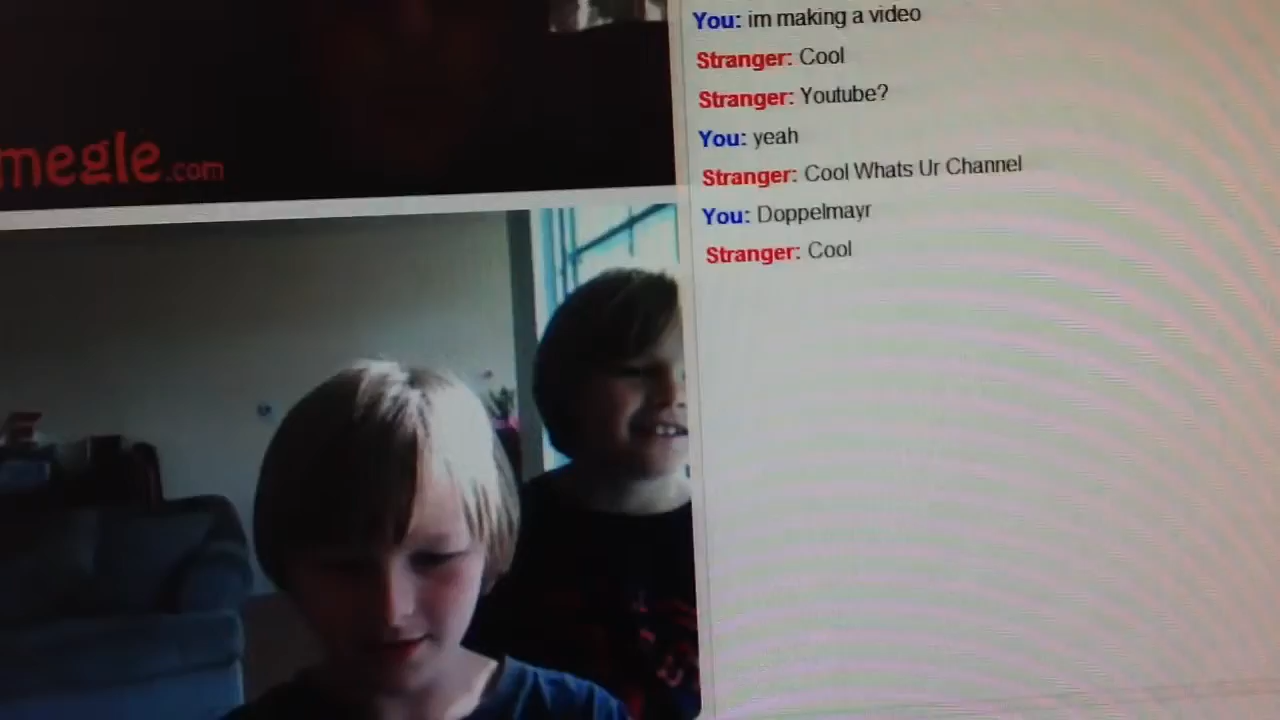 You: im making a video
Stranger: Cool
Stranger: Youtube?
You: yeah
Stranger: Cool Whats Ur Channel
You: Doppelmayr
Stranger: Cool
megle.com